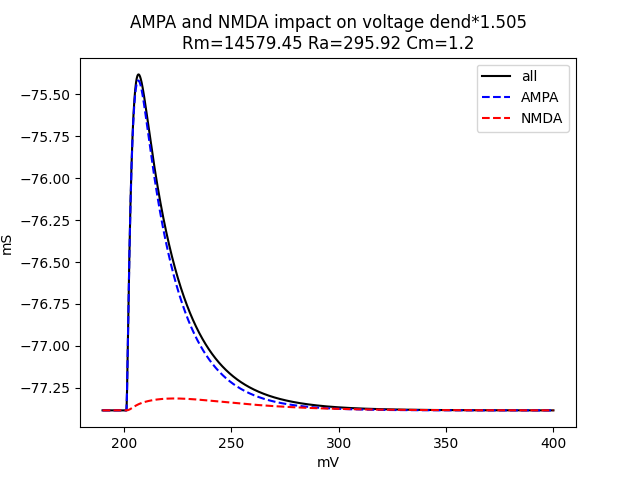 AMPA and NMDA impact on voltage dend*1.505
Rm=14579.45 Ra=295.92 Cm=1.2
all
AMPA
NMDA
−75.50
−75.75
−76.00
−76.25
−76.50
−76.75
−77.00
−77.25
mS
200
250
300
350
400
mV